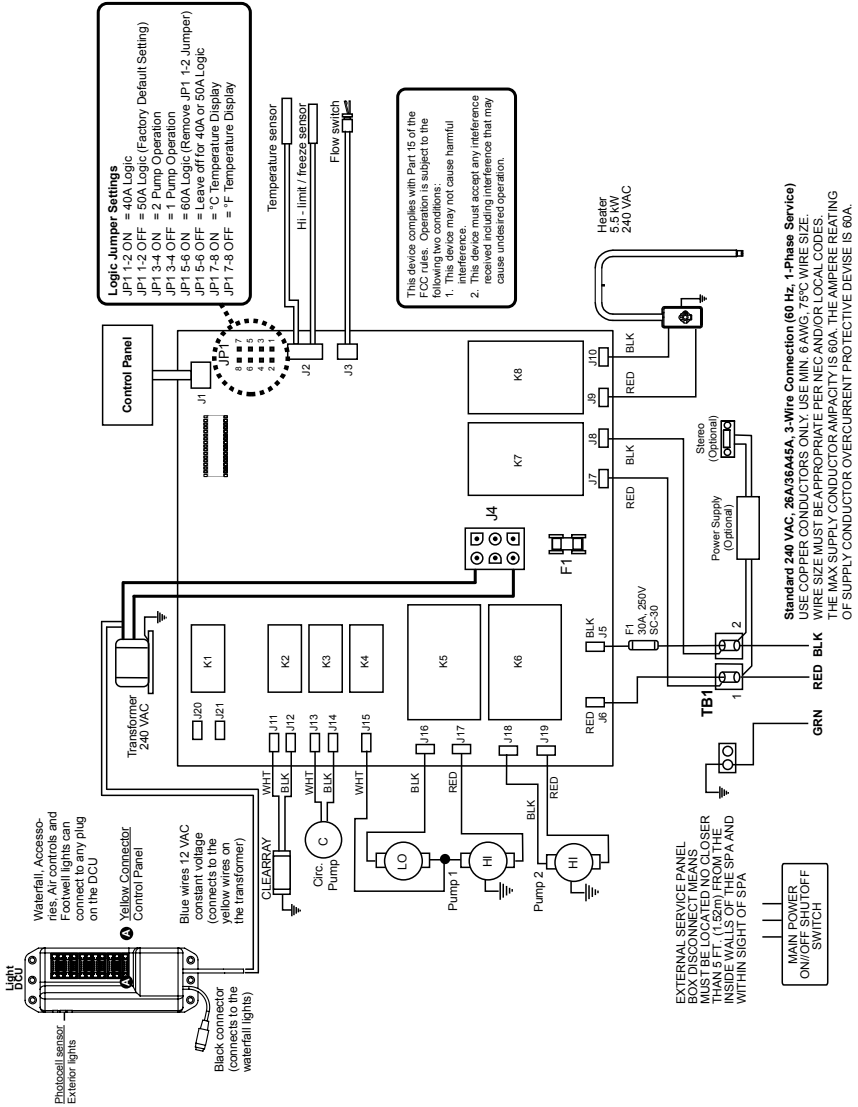 Light
DCU
Photocell sensor
Exterior lights
Waterfall, Accesso-
ries, Air controls and
Footwell lights can
connect to any plug
on the DCU
A Yellow Connector
Control Panel
A
Blue wires 12 VAC
constant voltage
(connects to the
yellow wires on
the transformer)
Black connector
(connects to the
waterfall lights)
Transformer
240 VAC
Control Panel
J1
Logic Jumper Settings
JP1 1-2 ON = 40A Logic
JP1 1-2 OFF = 50A Logic (Factory Default Setting)
JP1 3-4 ON = 2 Pump Operation
JP1 3-4 OFF = 1 Pump Operation
JP1 5-6 ON = 60A Logic (Remove JP1 1-2 Jumper)
JP1 5-6 OFF = Leave off for 40A or 50A Logic
JP1 7-8 ON = °C Temperature Display
JP1 7-8 OFF = °F Temperature Display
JP1
8 7
6 5
4 3
2 1
J2
J3
Temperature sensor
Hi - limit / freeze sensor
Flow switch
This device complies with Part 15 of the
FCC rules. Operation is subject to the
following two conditions:
1. This device may not cause harmful
interference.
2. This device must accept any inteference
received including interference that may
cause undesired operation.
J20
J21
K1
K2
K3
K4
K5
K6
K7
K8
J4
F1
CLEARRAY
WHT
J11
BLK
J12
C
Circ.
Pump
WHT
J13
BLK
J14
WHT
J15
BLK
J16
RED
J17
LO
HI
Pump 1
J18
BLK
J19
RED
HI
Pump 2
RED
J6
BLK
J5
J7
RED
J8
BLK
J9
RED
J10
BLK
Heater
5.5 kW
240 VAC
F1
30A, 250V
SC-30
TB1
1
2
Power Supply
(Optional)
Stereo
(Optional)
GRN
RED
BLK
EXTERNAL SERVICE PANEL
BOX DISCONNECT MEANS
MUST BE LOCATED NO CLOSER
THAN 5 FT. (1.52m) FROM THE
INSIDE WALLS OF THE SPA AND
WITHIN SIGHT OF SPA
MAIN POWER
ON//OFF SHUTOFF
SWITCH
Standard 240 VAC, 26A/36A45A, 3-Wire Connection (60 Hz, 1-Phase Service)
USE COPPER CONDUCTORS ONLY. USE MIN. 6 AWG, 75ºC WIRE SIZE.
WIRE SIZE MUST BE APPROPRIATE PER NEC AND/OR LOCAL CODES.
THE MAX SUPPLY CONDUCTOR AMPACITY IS 60A. THE AMPERE REATING
OF SUPPLY CONDUCTOR OVERCURRENT PROTECTIVE DEVISE IS 60A.